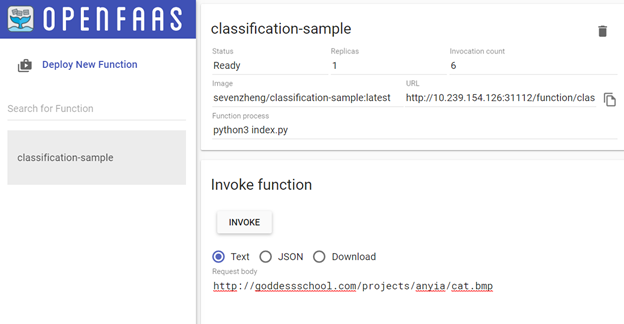 OPENFAAS
Deploy New Function
Search for Function
classification-sample
classification-sample
Status Replicas Invocation count
Ready 1 6
Image URL
sevenzheng/classification-sample:latest http://10.239.154.126:31112/function/clas
Function process
python3 index.py
Invoke function
INVOKE
Text JSON Download
Request body
http://goddessschool.com/projects/anyia/cat.bmp